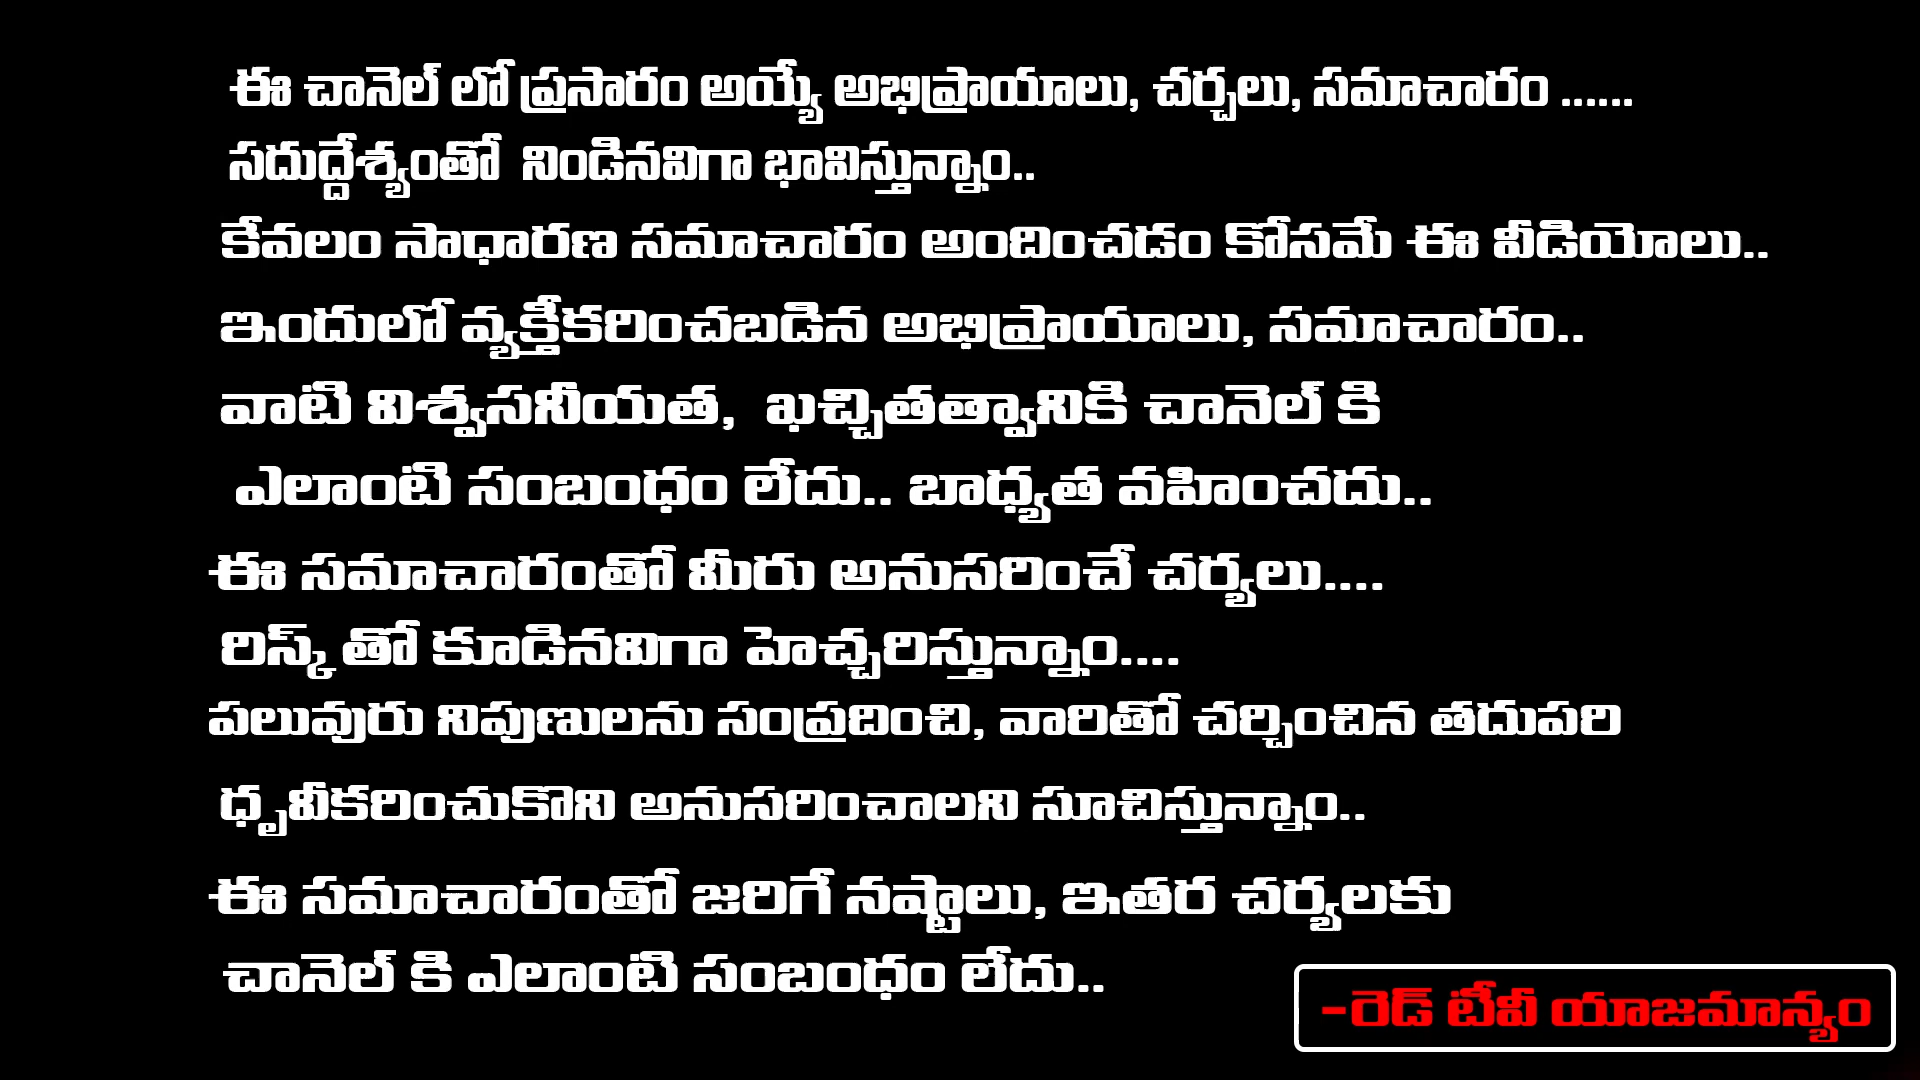 ఈ చానెల్ లో ప్రసారం అయ్యే అభిప్రాయాలు, చర్చలు, సమాచారం ......
సదుద్దేశ్యంతో నిండినవిగా భావిస్తున్నాం..
కేవలం సాధారణ సమాచారం అందించడం కోసమే ఈ వీడియోలు..
ఇందులో వ్యక్తీకరించబడిన అభిప్రాయాలు, సమాచారం..
వాటి విశ్వసనీయత, ఖచ్చితత్వానికి చానెల్ కి
ఎలాంటి సంబంధం లేదు.. బాధ్యత వహించదు..
ఈ సమాచారంతో మీరు అనుసరించే చర్యలు....
రిస్క్ తో కూడినవిగా హెచ్చరిస్తున్నాం....
పలువురు నిపుణులను సంప్రదించి, వారితో చర్చించిన తదుపరి
ధృవీకరించుకొని అనుసరించాలని సూచిస్తున్నాం..
ఈ సమాచారంతో జరిగే నష్టాలు, ఇతర చర్యలకు
చానెల్ కి ఎలాంటి సంబంధం లేదు..
-రెడ్ టీవీ యాజమాన్యం